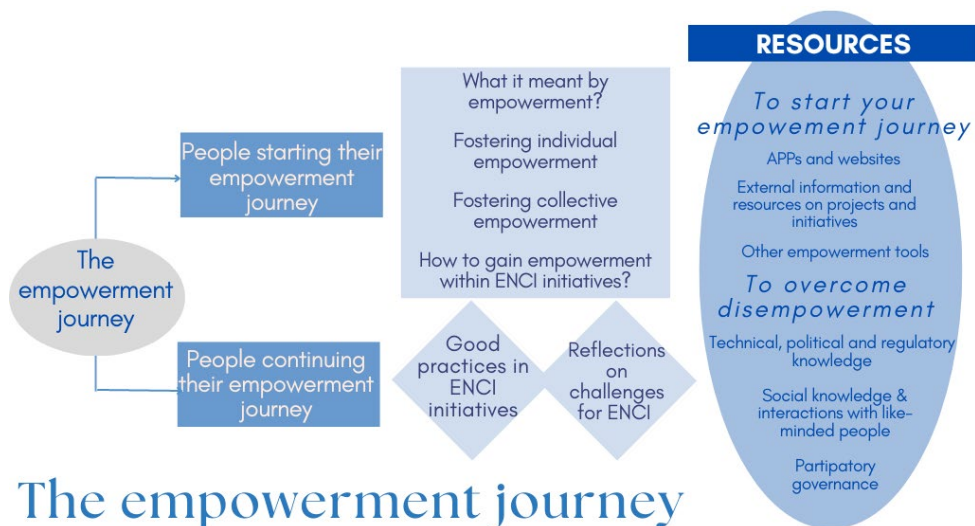 The
empowerment
journey
People starting their
empowerment
journey
People continuing
their empowerment
journey
What it meant by
empowerment?
Fostering individual
empowerment
Fostering collective
empowerment
How to gain empowerment
within ENCI initiatives?
Good
practices in
ENCI
initiatives
Reflections
on
challenges
for ENCI
RESOURCES
To start your
empowement journey
APPs and websites
External information and
resources on projects and
initiatives
Other empowerment tools
To overcome
disempowerment
Technical, political and regulatory
knowledge
Social knowledge &
interactions with like-
minded people
Partipatory
governance
The empowerment journey